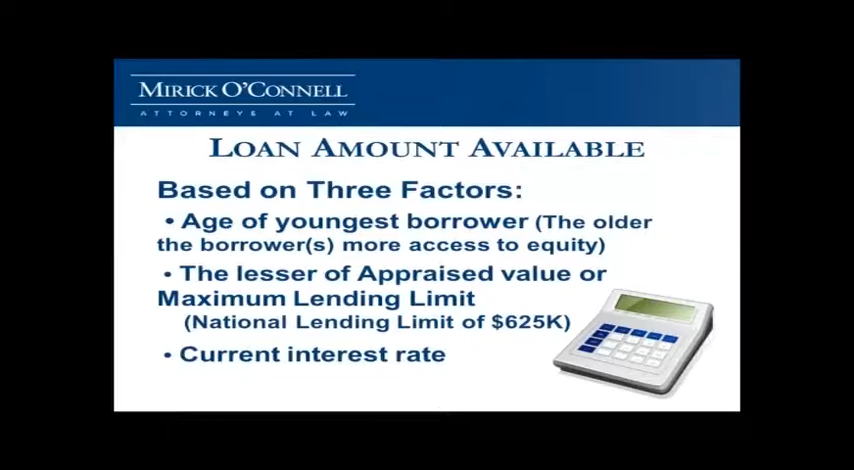 MIRICK O'CONNELL
ATTORNEYS AT LAW
LOAN AMOUNT AVAILABLE
Based on Three Factors:
• Age of youngest borrower (The older
the borrower(s) more access to equity)
• The lesser of Appraised value or
Maximum Lending Limit
(National Lending Limit of $625K)
• Current interest rate